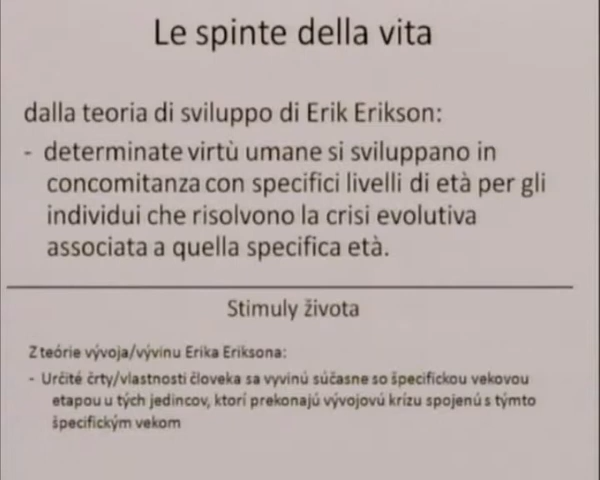 Le spinte della vita
dalla teoria di sviluppo di Erik Erikson:
- determinate virtù umane si sviluppano in
concomitanza con specifici livelli di età per gli
individui che risolvono la crisi evolutiva
associata a quella specifica età.
Stimuly života
Z teórie vývoja/vývinu Erika Eriksona:
- Určité črty/vlastnosti človeka sa vyvinú súčasne so špecifickou vekovou
etapou u tých jedincov, ktorí prekonajú vývojovú krízu spojenú s týmto
špecifickým vekom